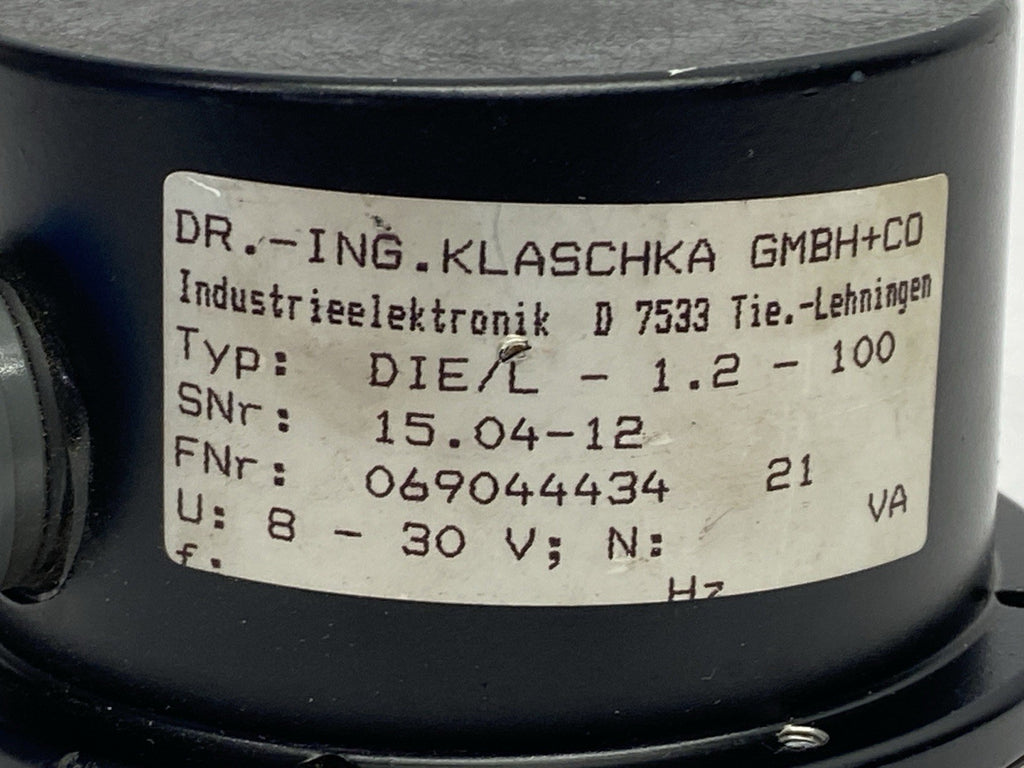 DR.-ING.KLASCHKA GMBH+CO
Industrieelektronik D 7533 Tie.-Lehningen
Typ: DIE/L - 1.2 - 100
SNr: 15.04-12
FNr: 069044434 21
U: 8 - 30 V; N: VA
f: Hz